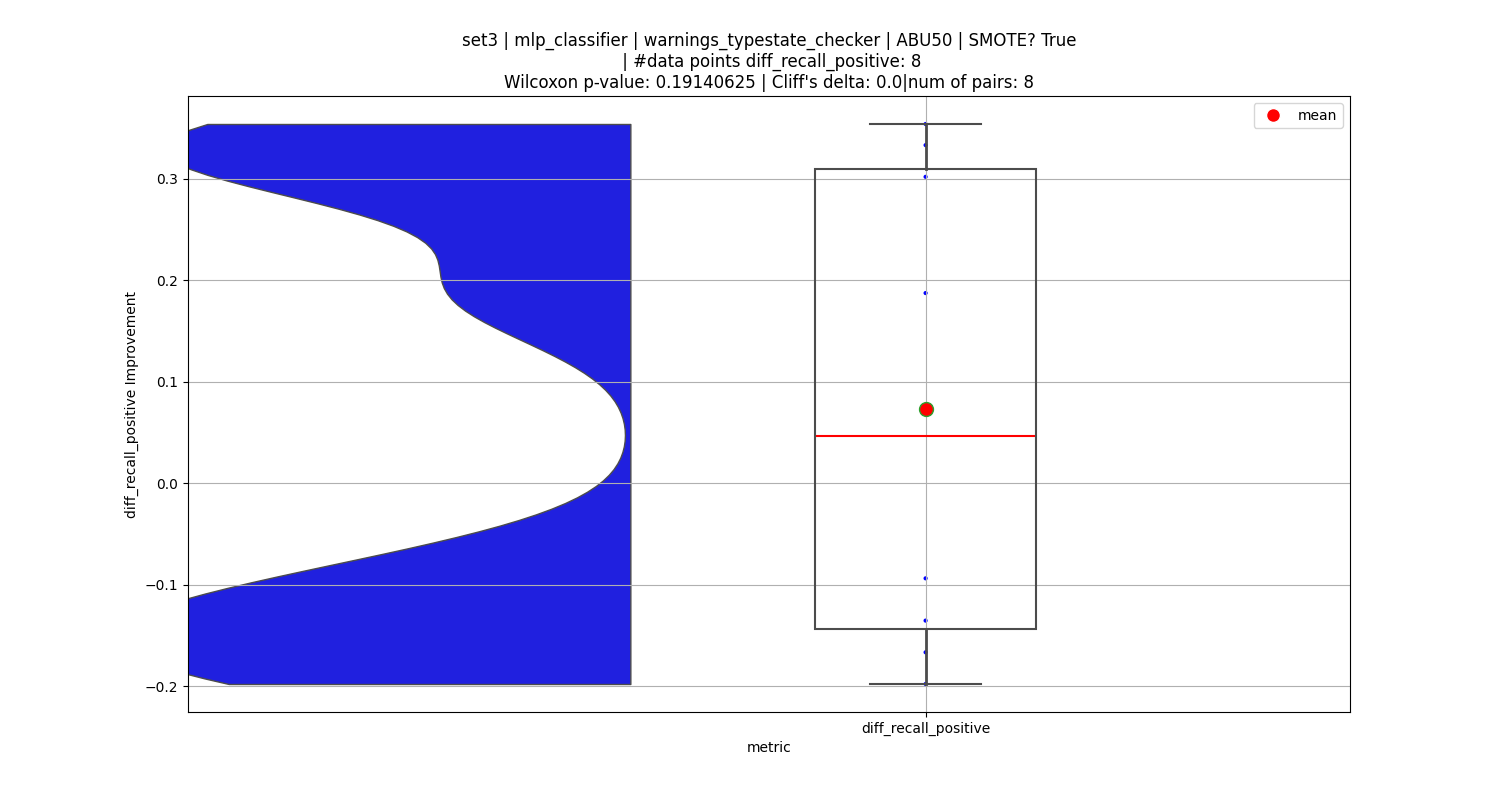 set3 | mlp_classifier | warnings_typestate_checker | ABU50 | SMOTE? True
| #data points diff_recall_positive: 8
Wilcoxon p-value: 0.19140625 | Cliff's delta: 0.0|num of pairs: 8
mean
0.3
0.2
0.1
0.0
−0.1
−0.2
diff_recall_positive Improvement
diff_recall_positive
metric